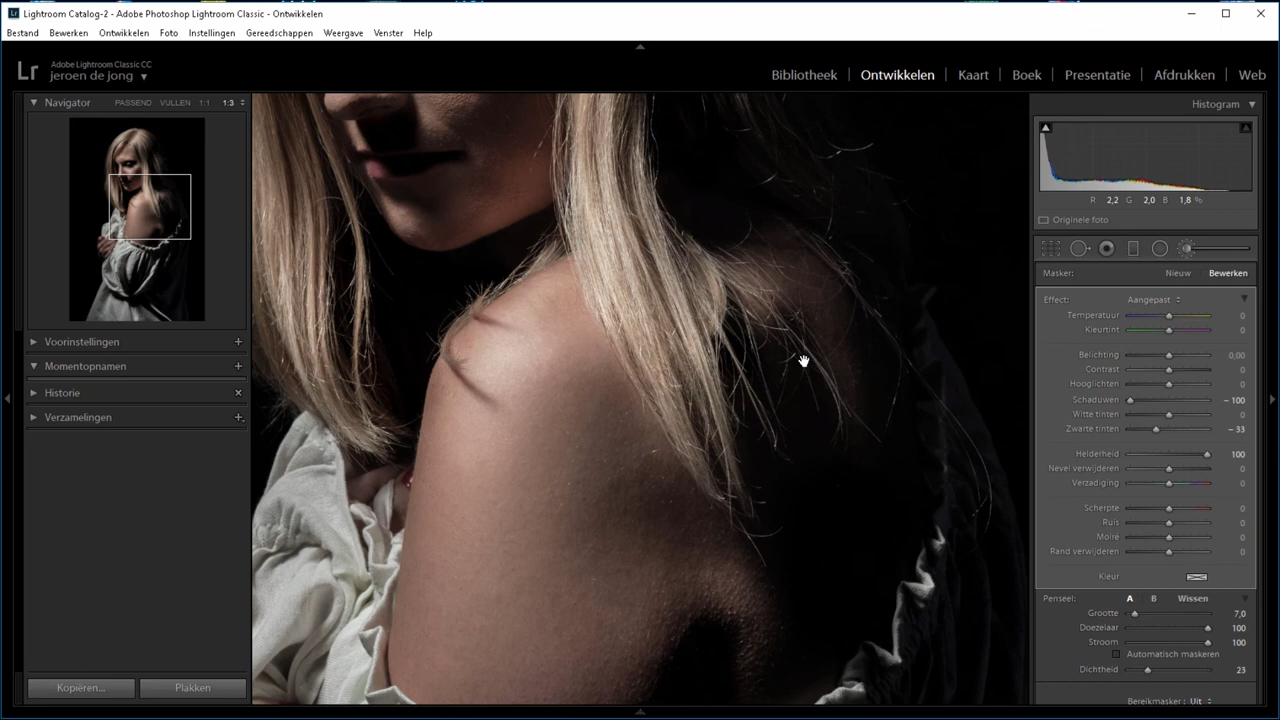 Lr Lightroom Catalog-2 - Adobe Photoshop Lightroom Classic - Ontwikkelen
Bestand Bewerken Ontwikkelen Foto Instellingen Gereedschappen Weergave Venster Help
Lr Adobe Lightroom Classic CC
jeroen de jong
Bibliotheek Ontwikkelen Kaart Boek Presentatie Afdrukken Web
Navigator PASSEND VULLEN 1:1 1:3
Voorinstellingen
Momentopnamen
Historie
Verzamelingen
Kopiëren... Plakken
Histogram
R 2,2 G 2,0 B 1,8 %
Originele foto
Masker: Nieuw Bewerken
Effect: Aangepast
Temperatuur 0
Kleurtint 0
Belichting 0,00
Contrast 0
Hooglichten 0
Schaduwen – 100
Witte tinten 0
Zwarte tinten – 33
Helderheid 100
Nevel verwijderen 0
Verzadiging 0
Scherpte 0
Ruis 0
Moiré 0
Rand verwijderen 0
Kleur
Penseel: A B Wissen
Grootte 7,0
Doezelaar 100
Stroom 100
Automatisch maskeren
Dichtheid 23
Bereikmasker: Uit